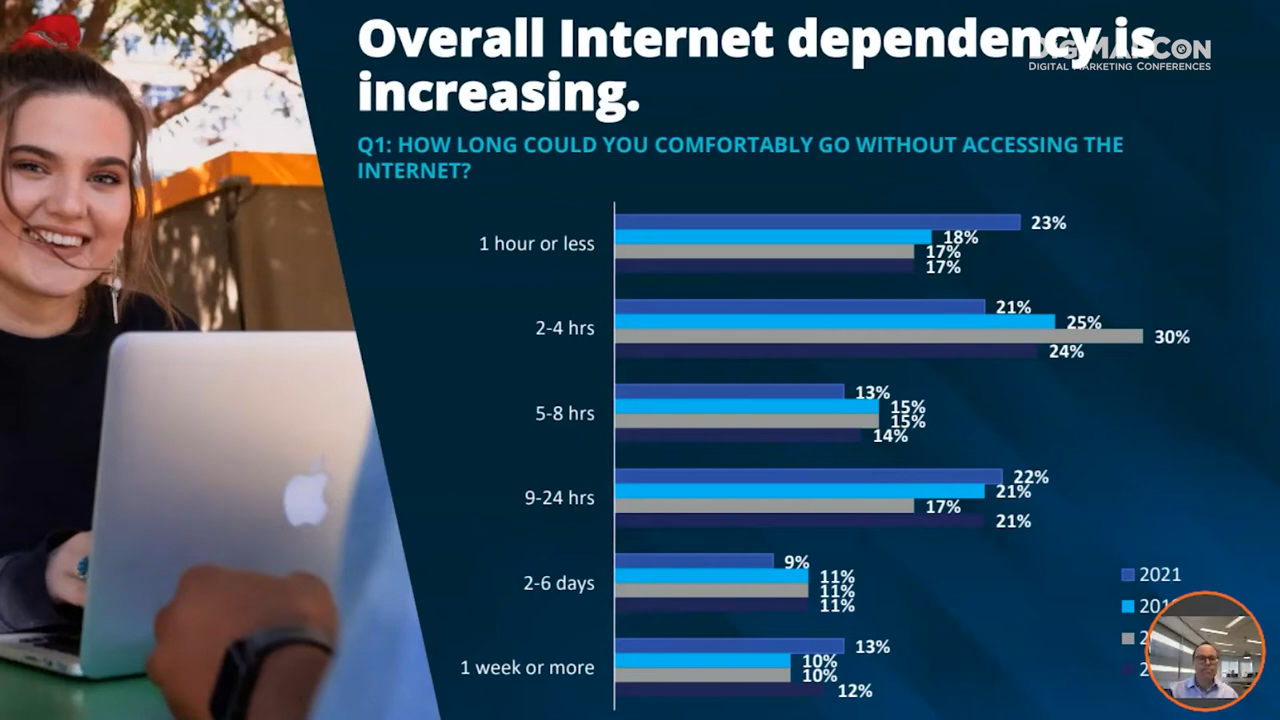 Overall Internet dependency is
increasing.
DIGIMARCON
DIGITAL MARKETING CONFERENCES
Q1: HOW LONG COULD YOU COMFORTABLY GO WITHOUT ACCESSING THE
INTERNET?
1 hour or less
23%
18%
17%
17%
2-4 hrs
21%
25%
30%
24%
5-8 hrs
13%
15%
15%
14%
9-24 hrs
22%
21%
17%
21%
2-6 days
9%
11%
11%
11%
1 week or more
13%
10%
10%
12%
2021